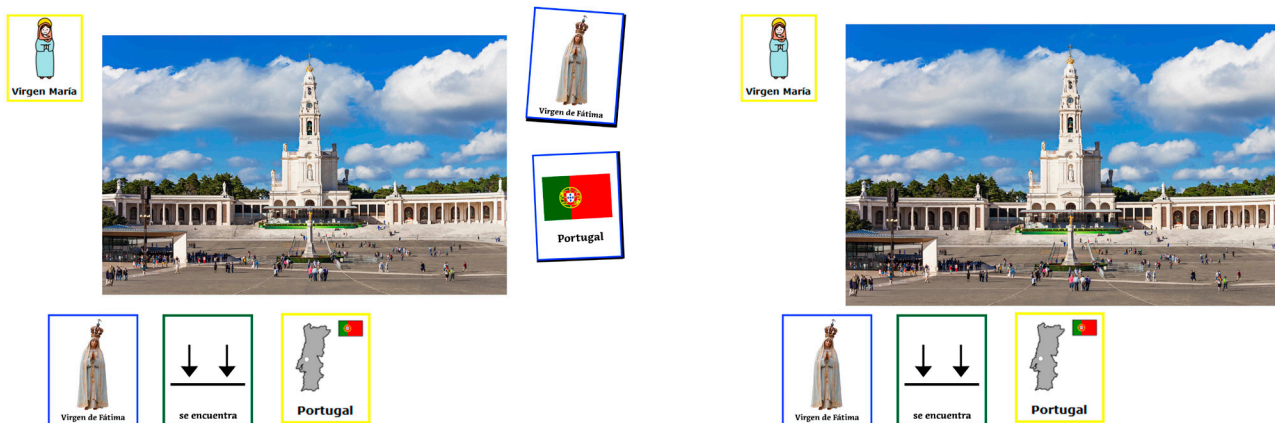 Virgen María
Virgen de Fátima
Portugal
Virgen de Fátima
se encuentra
Portugal
Virgen María
Virgen de Fátima
se encuentra
Portugal